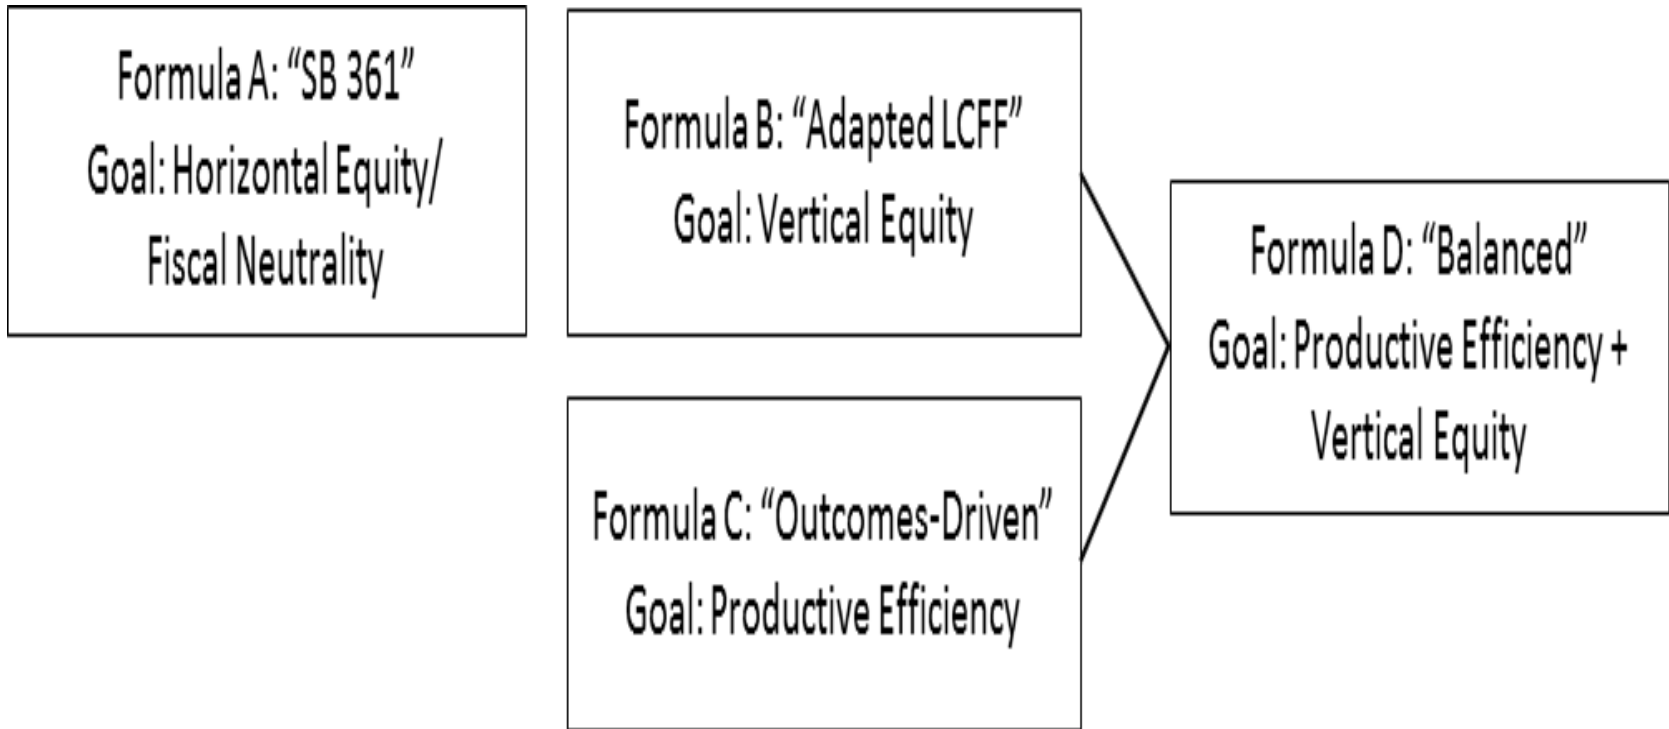 Formula A: “SB 361”
Goal: Horizontal Equity/
Fiscal Neutrality
Formula B: “Adapted LCFF”
Goal: Vertical Equity
Formula C: “Outcomes-Driven”
Goal: Productive Efficiency
Formula D: “Balanced”
Goal: Productive Efficiency +
Vertical Equity